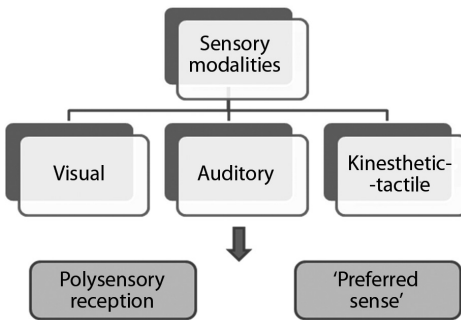 Sensory
modalities
Visual
Auditory
Kinesthetic-
-tactile
Polysensory
reception
‘Preferred
sense’